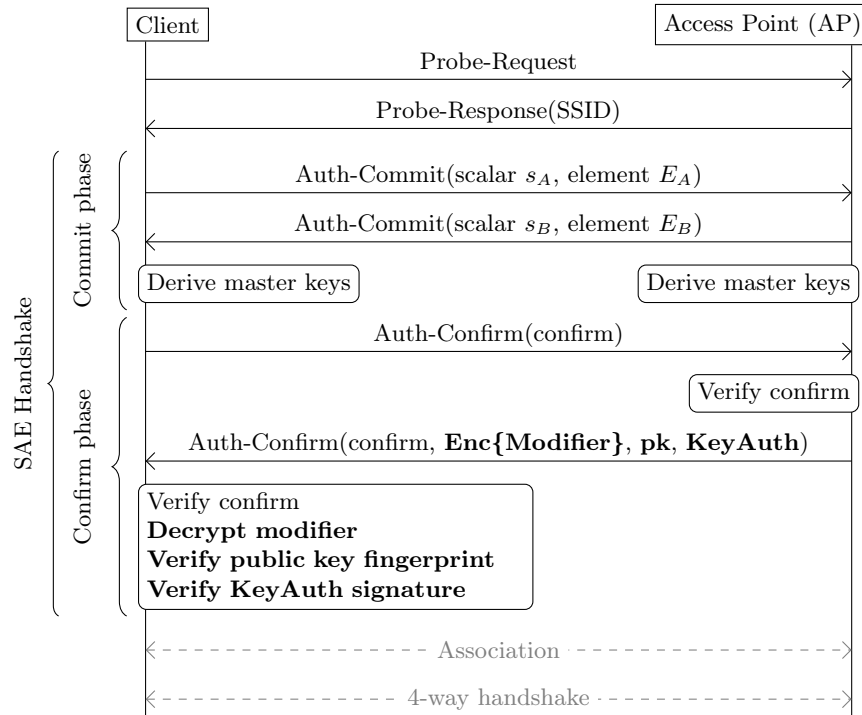 Client
Access Point (AP)
Probe-Request
Probe-Response(SSID)
SAE Handshake
Commit phase
Auth-Commit(scalar s_A, element E_A)
Auth-Commit(scalar s_B, element E_B)
Derive master keys
Derive master keys
Confirm phase
Auth-Confirm(confirm)
Verify confirm
Auth-Confirm(confirm, Enc{Modifier}, pk, KeyAuth)
Verify confirm
Decrypt modifier
Verify public key fingerprint
Verify KeyAuth signature
Association
4-way handshake